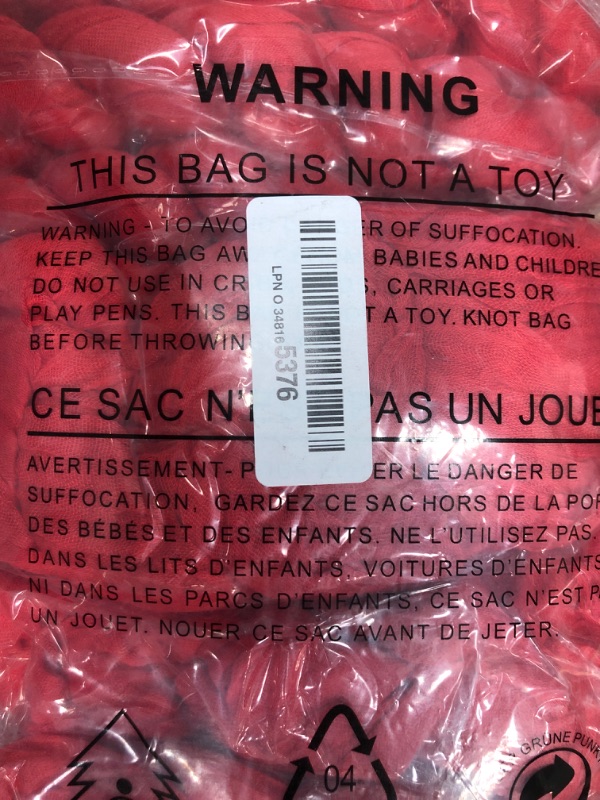 WARNING
THIS BAG IS NOT A TOY
WARNING - TO AVO ER OF SUFFOCATION.
KEEP THIS BAG AW BABIES AND CHILDRE
DO NOT USE IN CR S, CARRIAGES OR
PLAY PENS. THIS B T A TOY. KNOT BAG
BEFORE THROWIN
LPN O 348165376
CE SAC N'E PAS UN JOUE
AVERTISSEMENT- P ER LE DANGER DE
SUFFOCATION, GARDEZ CE SAC HORS DE LA POR
DES BÉBÉS ET DES ENFANTS. NE L'UTILISEZ PAS.
DANS LES LITS D'ENFANTS, VOITURES D'ENFANTS
NI DANS LES PARCS D'ENFANTS, CE SAC N'EST P
UN JOUET. NOUER CE SAC AVANT DE JETER.
04
GRÜNE PUNK